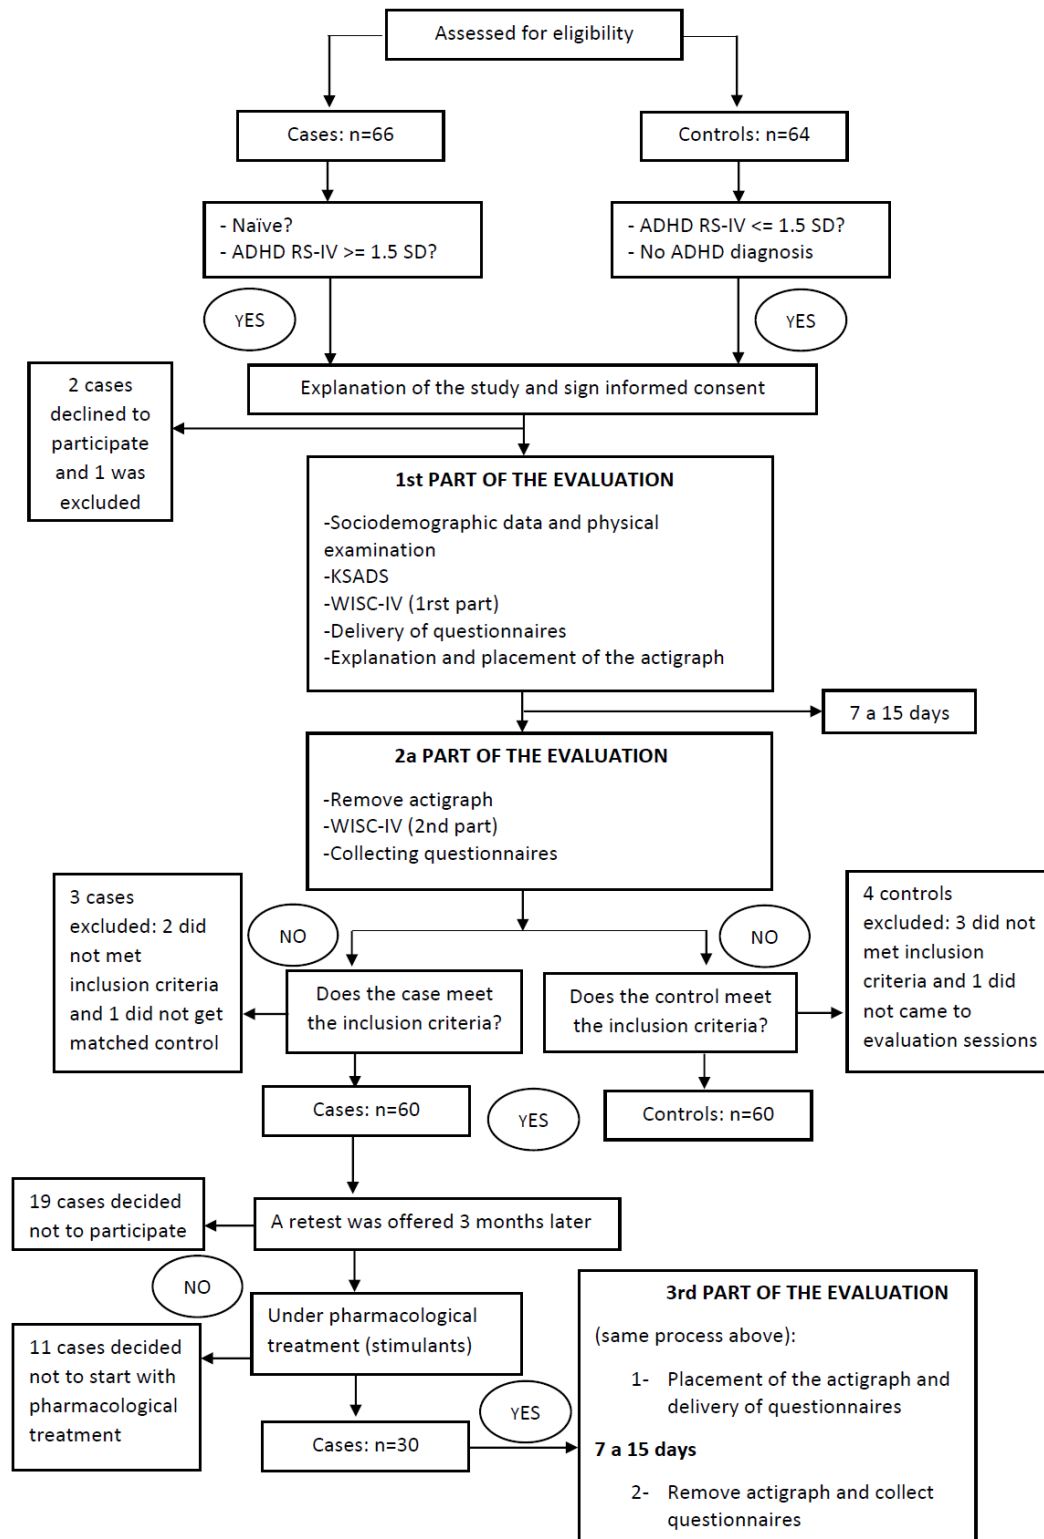 Assessed for eligibility
Cases: n=66
Controls: n=64
- Naïve?
- ADHD RS-IV >= 1.5 SD?
- ADHD RS-IV <= 1.5 SD?
- No ADHD diagnosis
YES
YES
Explanation of the study and sign informed consent
2 cases
declined to
participate
and 1 was
excluded
1st PART OF THE EVALUATION
-Sociodemographic data and physical
examination
-KSADS
-WISC-IV (1rst part)
-Delivery of questionnaires
-Explanation and placement of the actigraph
7 a 15 days
2a PART OF THE EVALUATION
-Remove actigraph
-WISC-IV (2nd part)
-Collecting questionnaires
3 cases
excluded: 2 did
not met
inclusion criteria
and 1 did not get
matched control
NO
NO
4 controls
excluded: 3 did not
met inclusion
criteria and 1 did
not came to
evaluation sessions
Does the case meet
the inclusion criteria?
Does the control meet
the inclusion criteria?
Cases: n=60
YES
Controls: n=60
19 cases decided
not to participate
A retest was offered 3 months later
NO
Under pharmacological
treatment (stimulants)
11 cases decided
not to start with
pharmacological
treatment
YES
Cases: n=30
3rd PART OF THE EVALUATION
(same process above):
1- Placement of the actigraph and
delivery of questionnaires
7 a 15 days
2- Remove actigraph and collect
questionnaires